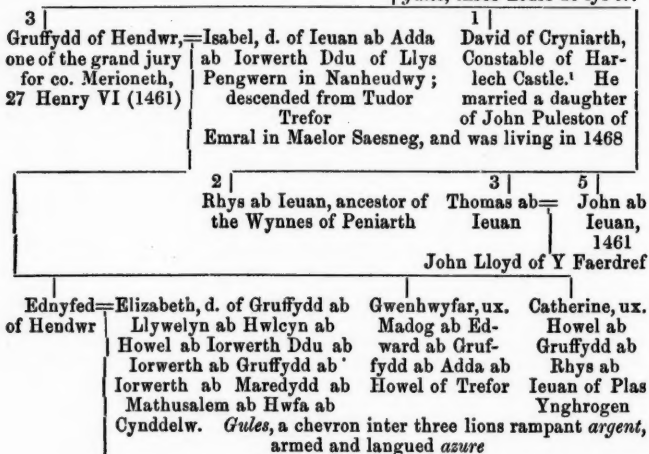 3 1
Gruffydd of Hendwr,=Isabel, d. of Ieuan ab Adda David of Cryniarth,
one of the grand jury ab Iorwerth Ddu of Llys Constable of Har-
for co. Merioneth, Pengwern in Nanheudwy; lech Castle.¹ He
27 Henry VI (1461) descended from Tudor married a daughter
Trefor of John Puleston of
Emral in Maelor Saesneg, and was living in 1468
2 3 5
Rhys ab Ieuan, ancestor of Thomas ab= John ab
the Wynnes of Peniarth Ieuan Ieuan,
1461
John Lloyd of Y Faerdref
Ednyfed=Elizabeth, d. of Gruffydd ab Gwenhwyfar, ux. Catherine, ux.
of Hendwr Llywelyn ab Hwlcyn ab Madog ab Ed- Howel ab
Howel ab Iorwerth Ddu ab ward ab Gruf- Gruffydd ab
Iorwerth ab Gruffydd ab fydd ab Adda ab Rhys ab
Iorwerth ab Maredydd ab Howel of Trefor Ieuan of Plas
Mathusalem ab Hwfa ab Ynghrogen
Cynddelw. Gules, a chevron inter three lions rampant argent,
armed and langued azure